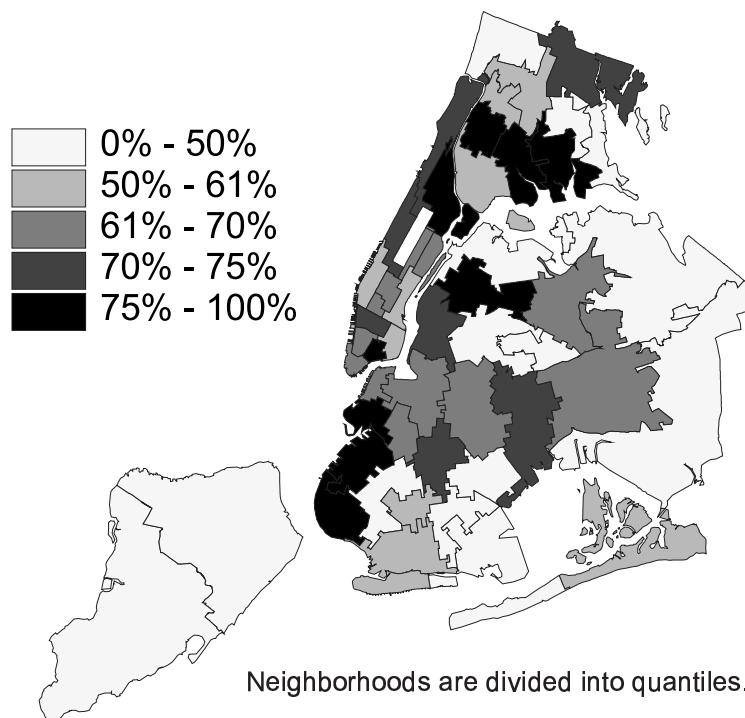 0% - 50%
50% - 61%
61% - 70%
70% - 75%
75% - 100%
Neighborhoods are divided into quantiles.